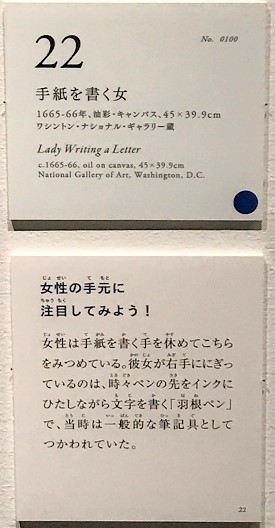 22
No. 0100
手紙を書く女
1665-66年、油彩・キャンバス、45×39.9cm
ワシントン・ナショナル・ギャラリー蔵
Lady Writing a Letter
c.1665-66, oil on canvas, 45×39.9cm
National Gallery of Art, Washington, D.C.
女性の手元に
注目してみよう！
女性は手紙を書く手を休めてこちら
をみつめている。彼女が右手ににぎっ
ているのは、時々ペンの先をインクに
ひたしながら文字を書く「羽根ペン」
で、当時は一般的な筆記具として
つかわれていた。
22